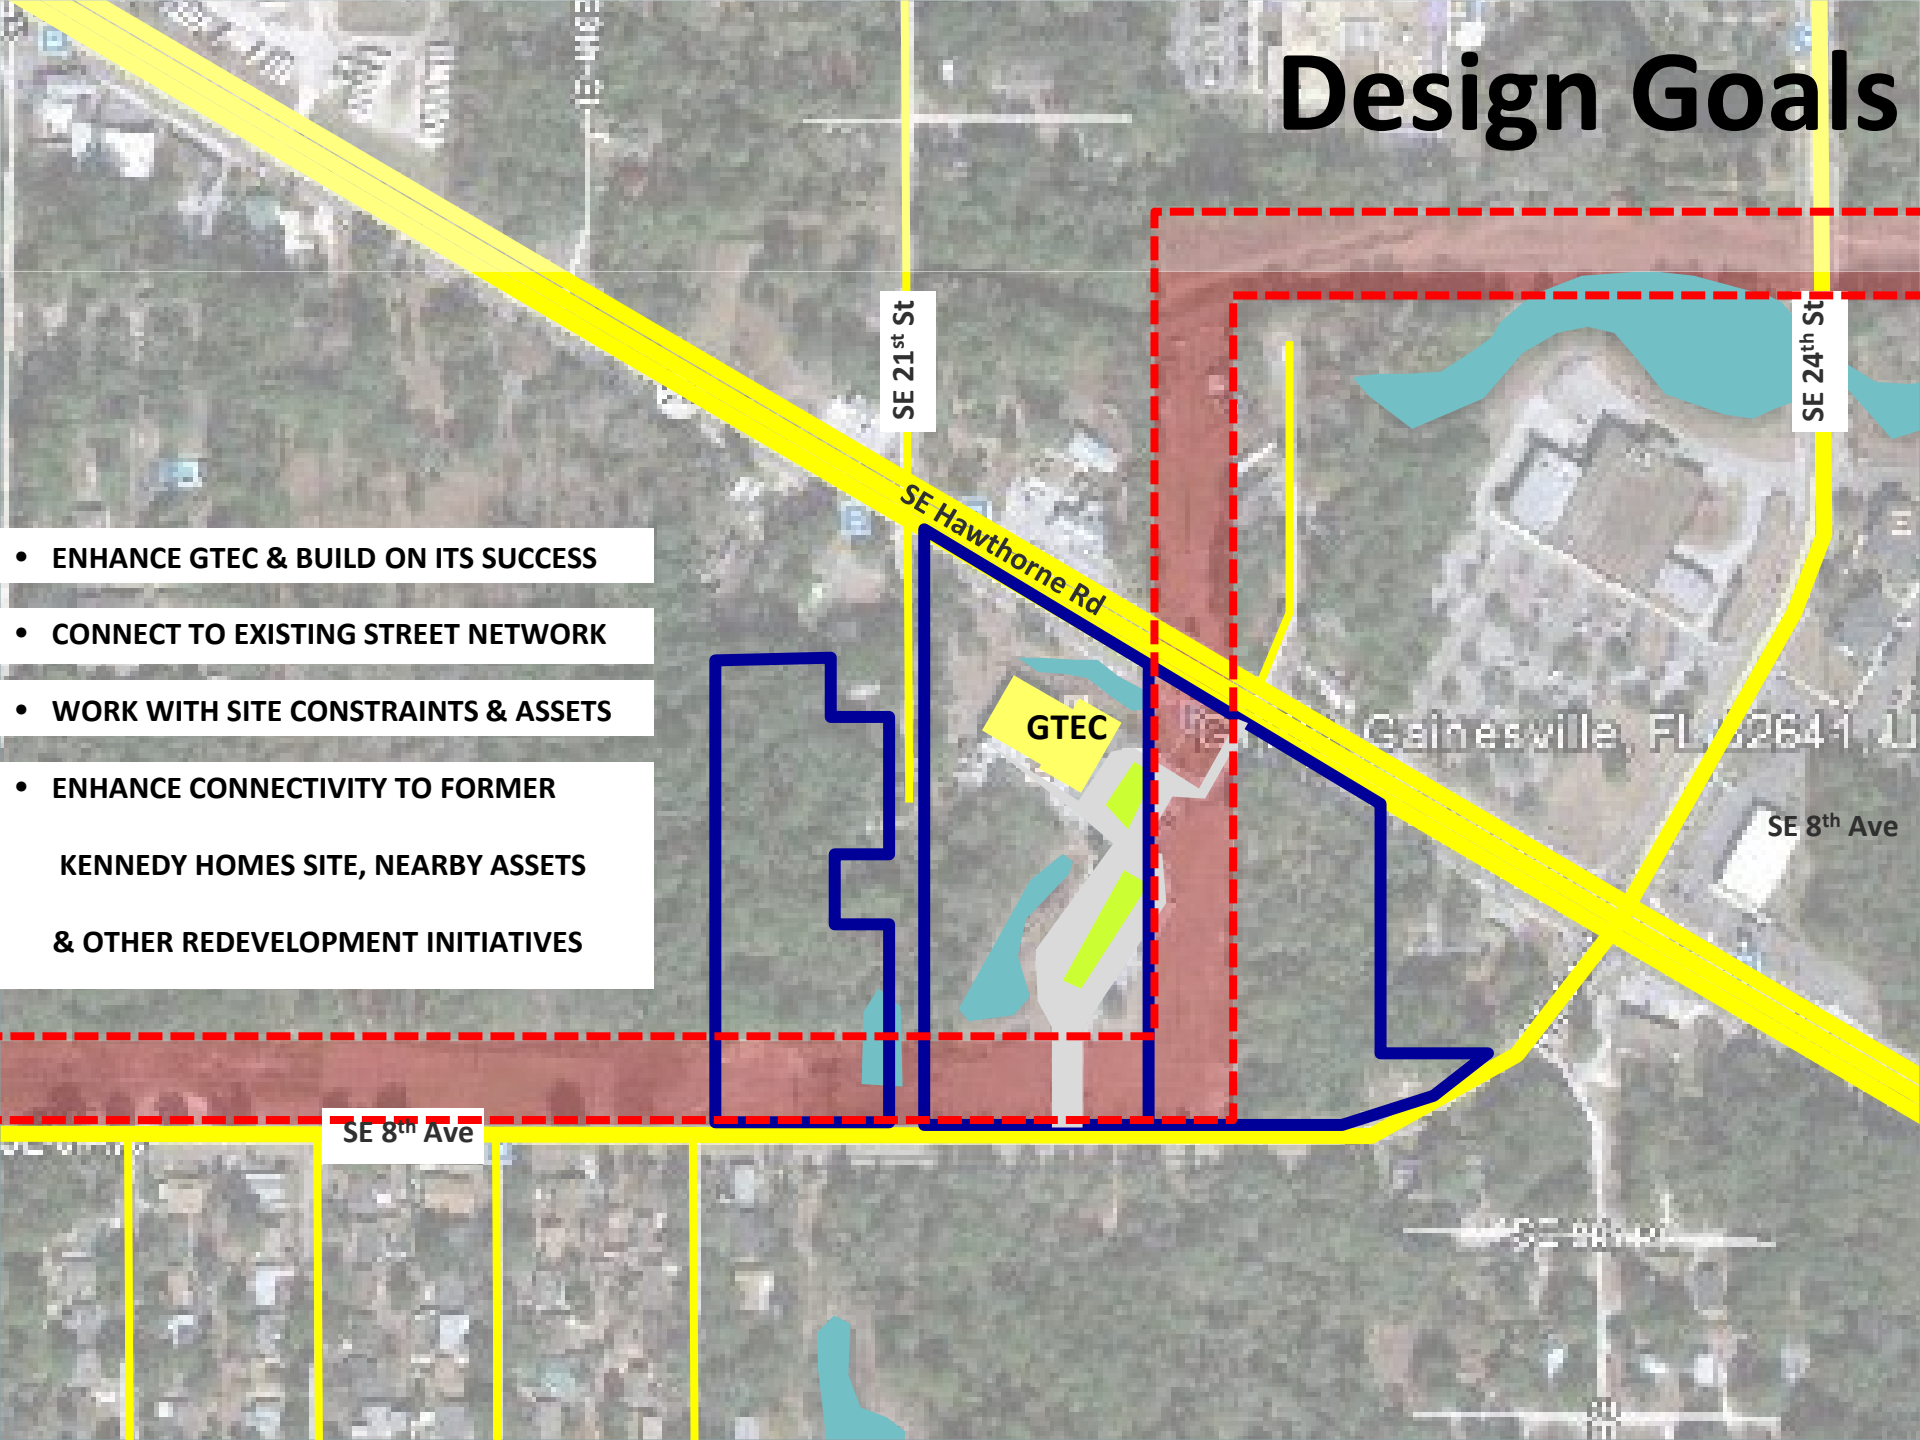 Design Goals
SE 21st St
SE 24th St
SE Hawthorne Rd
• ENHANCE GTEC & BUILD ON ITS SUCCESS
• CONNECT TO EXISTING STREET NETWORK
• WORK WITH SITE CONSTRAINTS & ASSETS
GTEC
Gainesville, FL 32641, U
• ENHANCE CONNECTIVITY TO FORMER
KENNEDY HOMES SITE, NEARBY ASSETS
& OTHER REDEVELOPMENT INITIATIVES
SE 8th Ave
SE 8th Ave